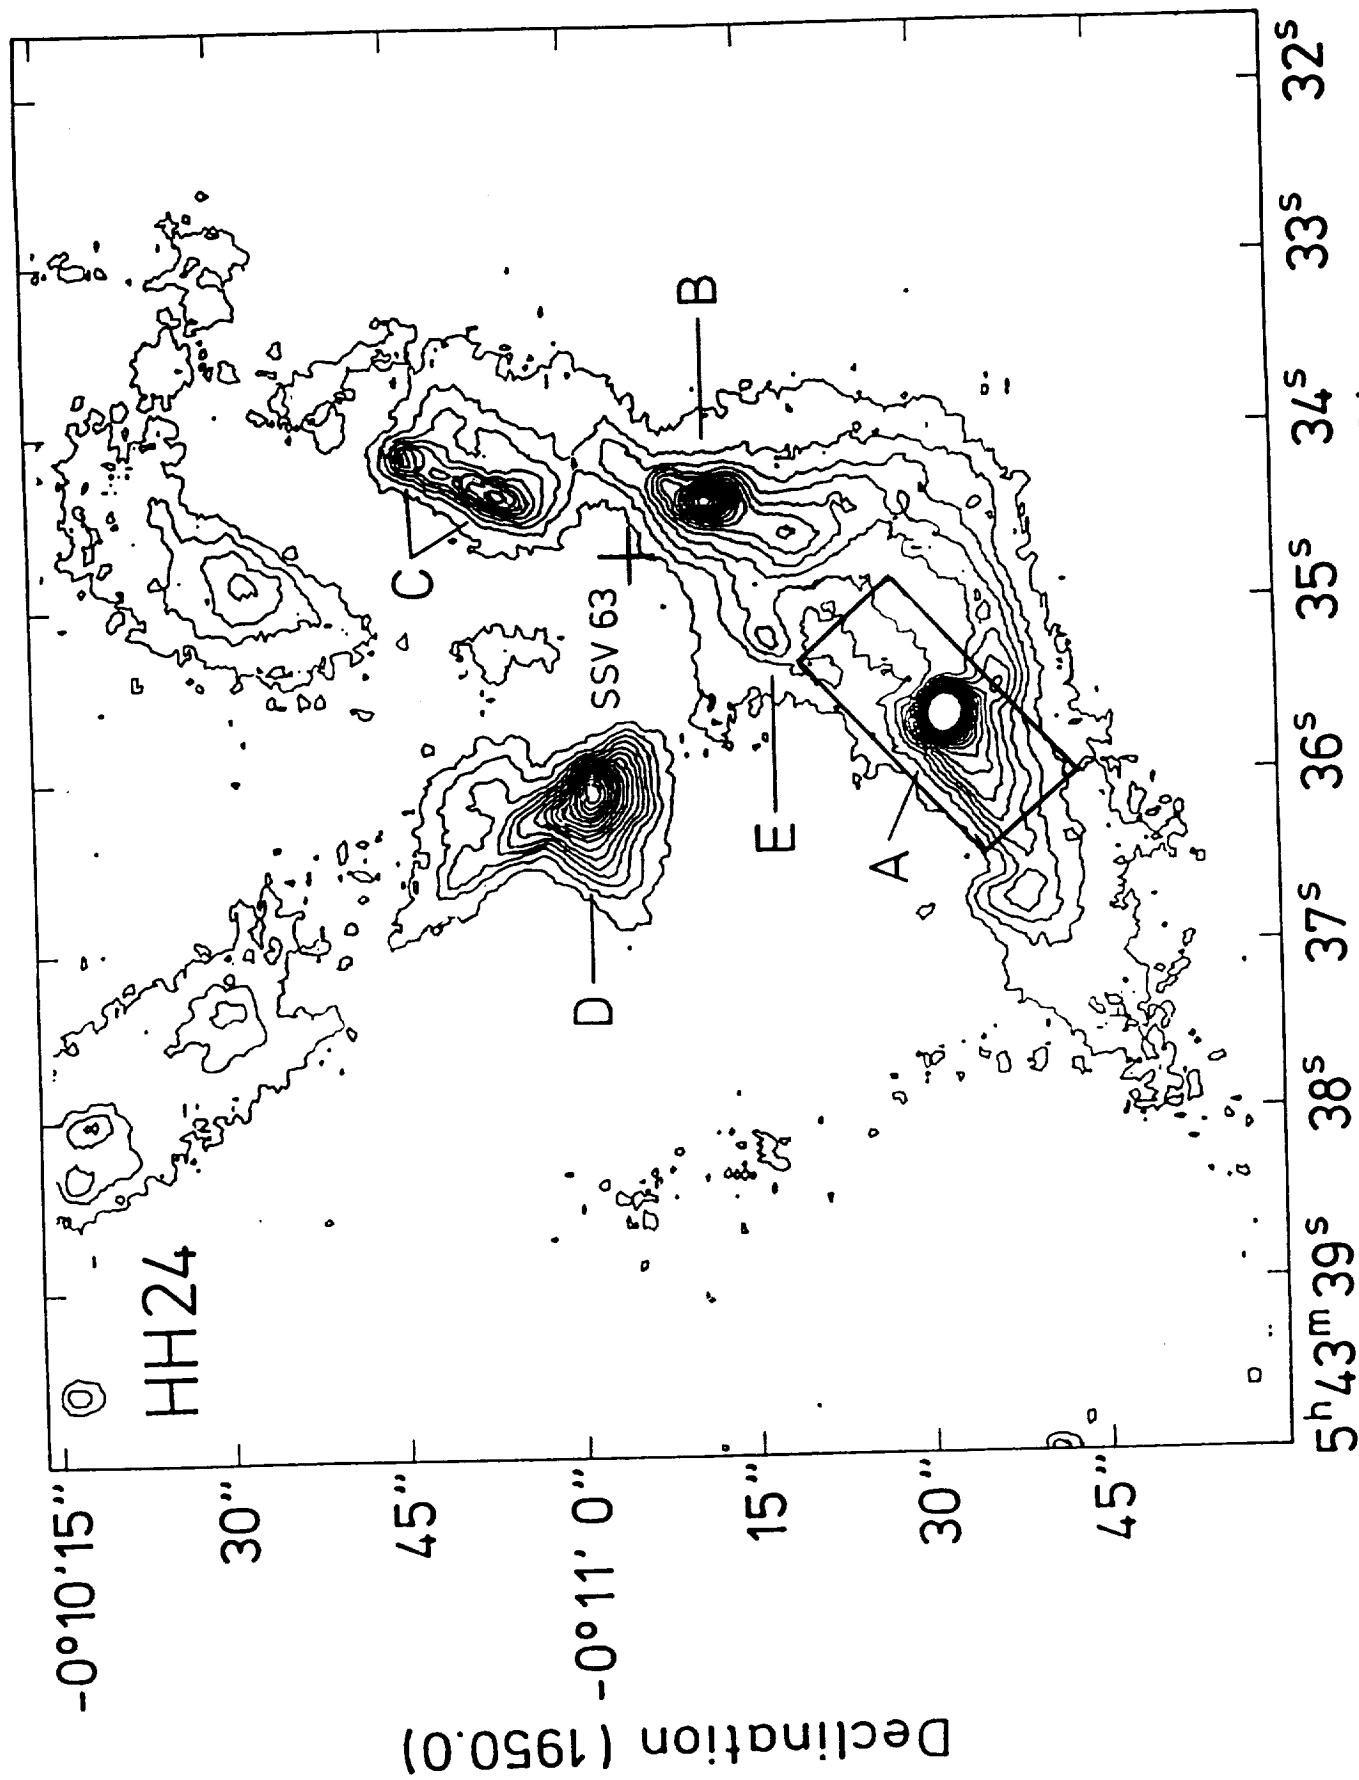 HH24
C
SSV 63
B
D
E
A
-0°10'15"
30"
45"
-0°11' 0"
15"
30"
45"
Declination (1950.0)
5ʰ43ᵐ39ˢ
38ˢ
37ˢ
36ˢ
35ˢ
34ˢ
33ˢ
32ˢ